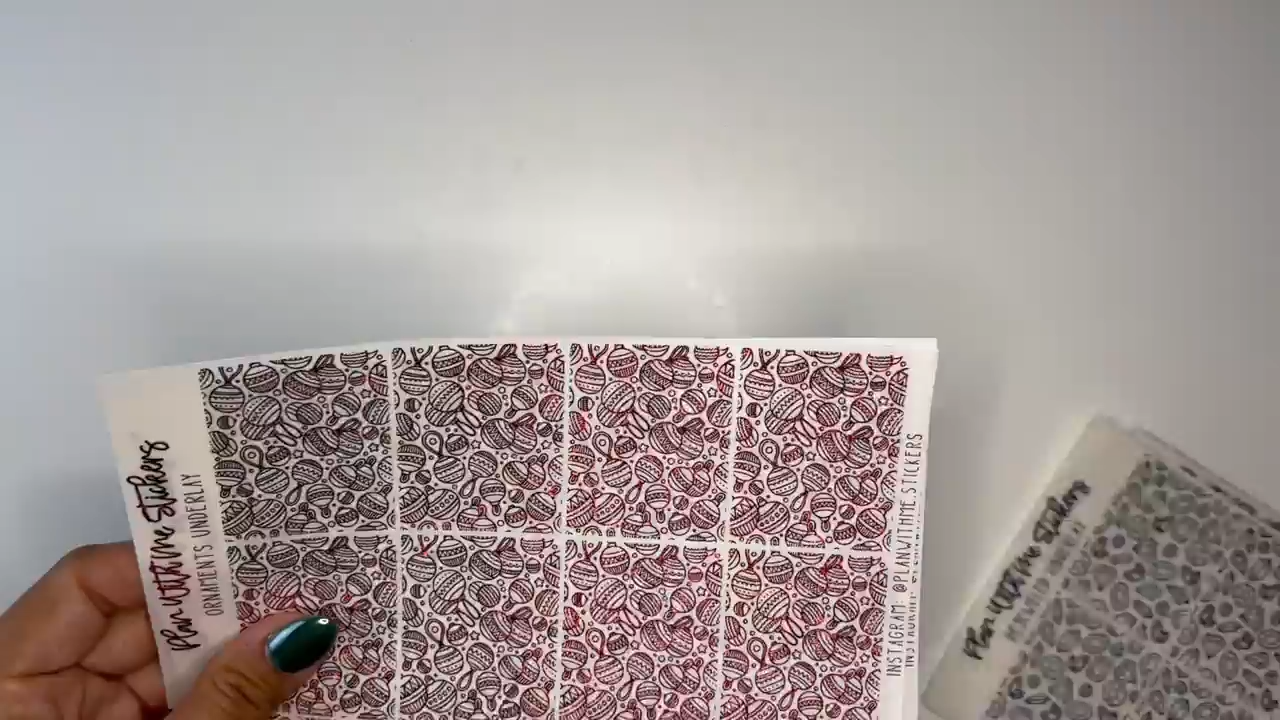 Plan With Me Stickers
ORNAMENTS UNDERLAY
INSTAGRAM: @PLANWITHME.STICKERS
Plan With Me Stickers